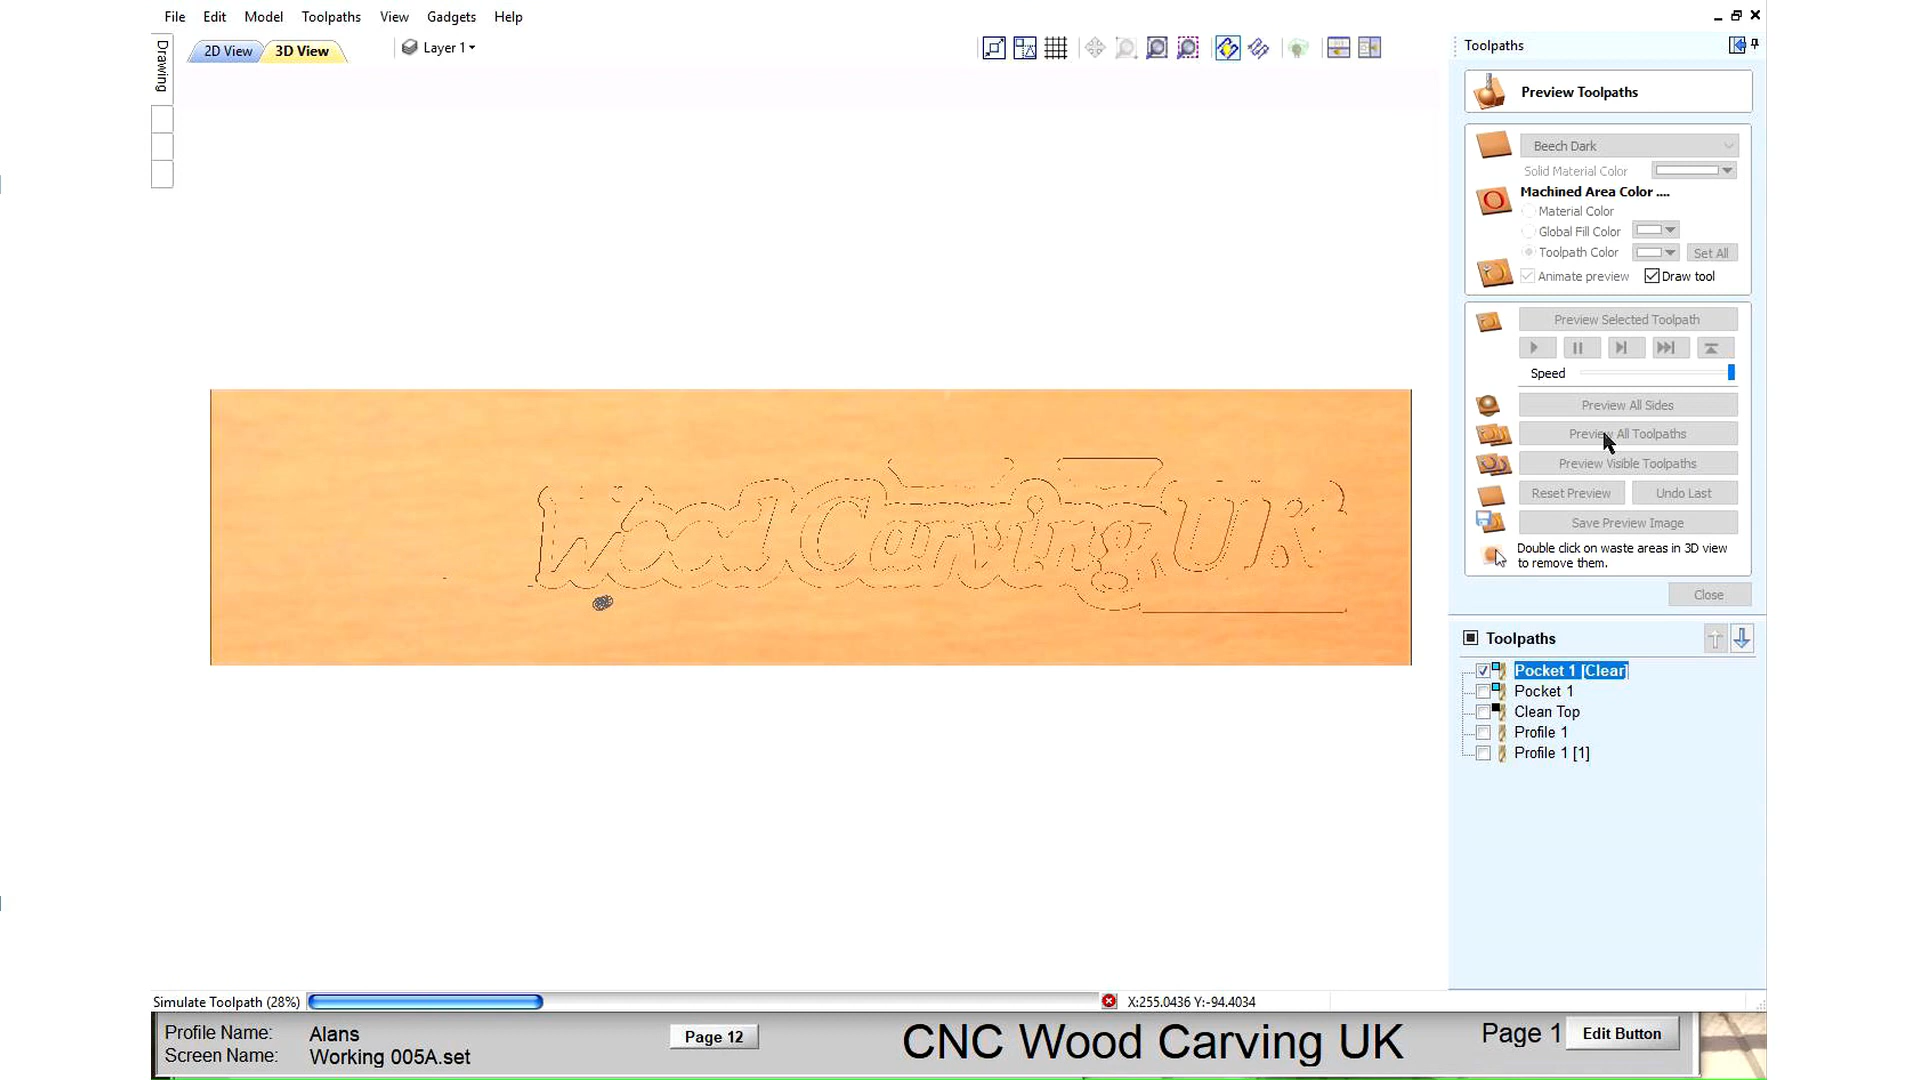 File Edit Model Toolpaths View Gadgets Help
Drawing
2D View 3D View Layer 1
Toolpaths
Preview Toolpaths
Beech Dark
Solid Material Color
Machined Area Color ....
Material Color
Global Fill Color
Toolpath Color Set All
Animate preview Draw tool
Preview Selected Toolpath
Speed
Preview All Sides
Preview All Toolpaths
Preview Visible Toolpaths
Reset Preview Undo Last
Save Preview Image
Double click on waste areas in 3D view
to remove them.
Close
Wood Carving UK
Toolpaths
Pocket 1 [Clear]
Pocket 1
Clean Top
Profile 1
Profile 1 [1]
Simulate Toolpath (28%) X:255.0436 Y:-94.4034
Profile Name: Alans
Screen Name: Working 005A.set
Page 12
CNC Wood Carving UK
Page 1 Edit Button